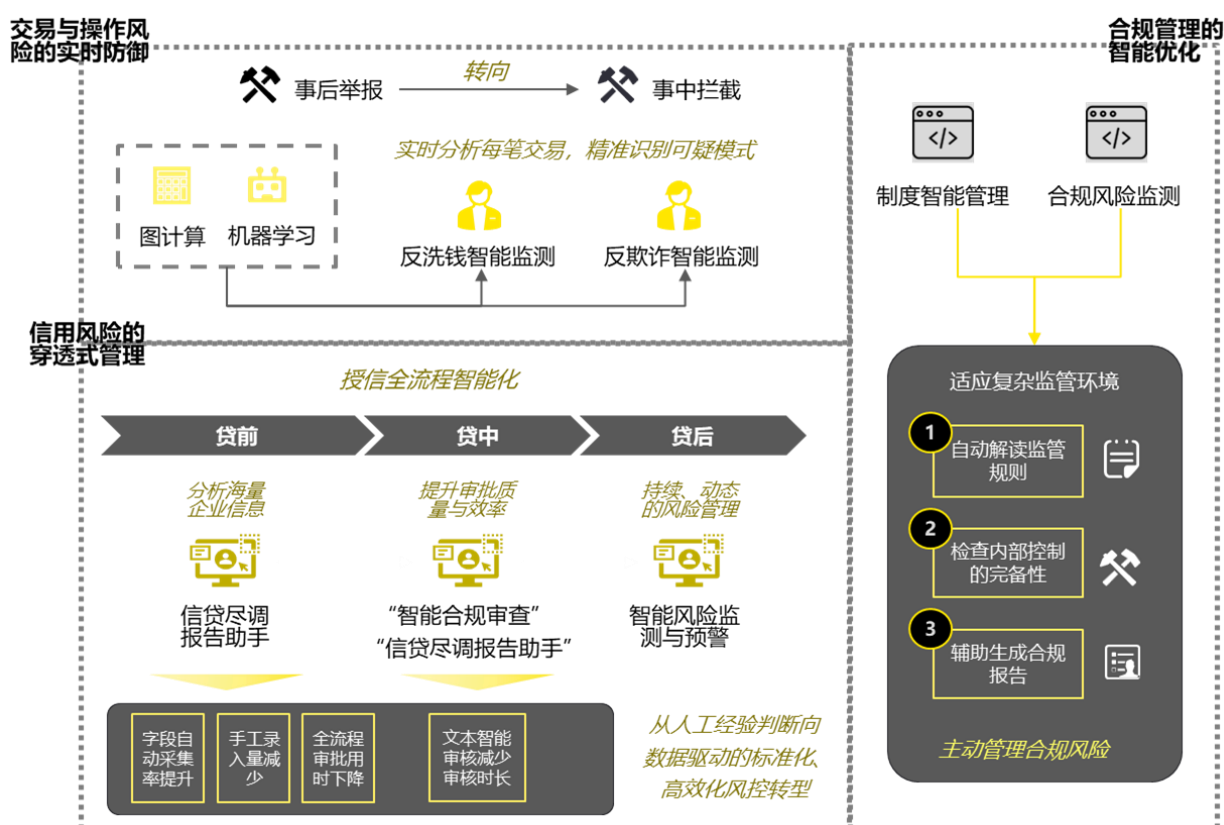 交易与操作风
险的实时防御
事后举报
转向
事中拦截
实时分析每笔交易，精准识别可疑模式
图计算
机器学习
反洗钱智能监测
反欺诈智能监测
信用风险的
穿透式管理
授信全流程智能化
贷前
贷中
贷后
分析海量
企业信息
提升审批质
量与效率
持续、动态
的风险管理
信贷尽调
报告助手
“智能合规审查”
“信贷尽调报告助手”
智能风险监
测与预警
字段自
动采集
率提升
手工录
入量减
少
全流程
审批用
时下降
文本智能
审核减少
审核时长
从人工经验判断向
数据驱动的标准化、
高效化风控转型
合规管理的
智能优化
</>
</>
制度智能管理
合规风险监测
适应复杂监管环境
1
自动解读监管
规则
2
检查内部控制
的完备性
3
辅助生成合规
报告
主动管理合规风险